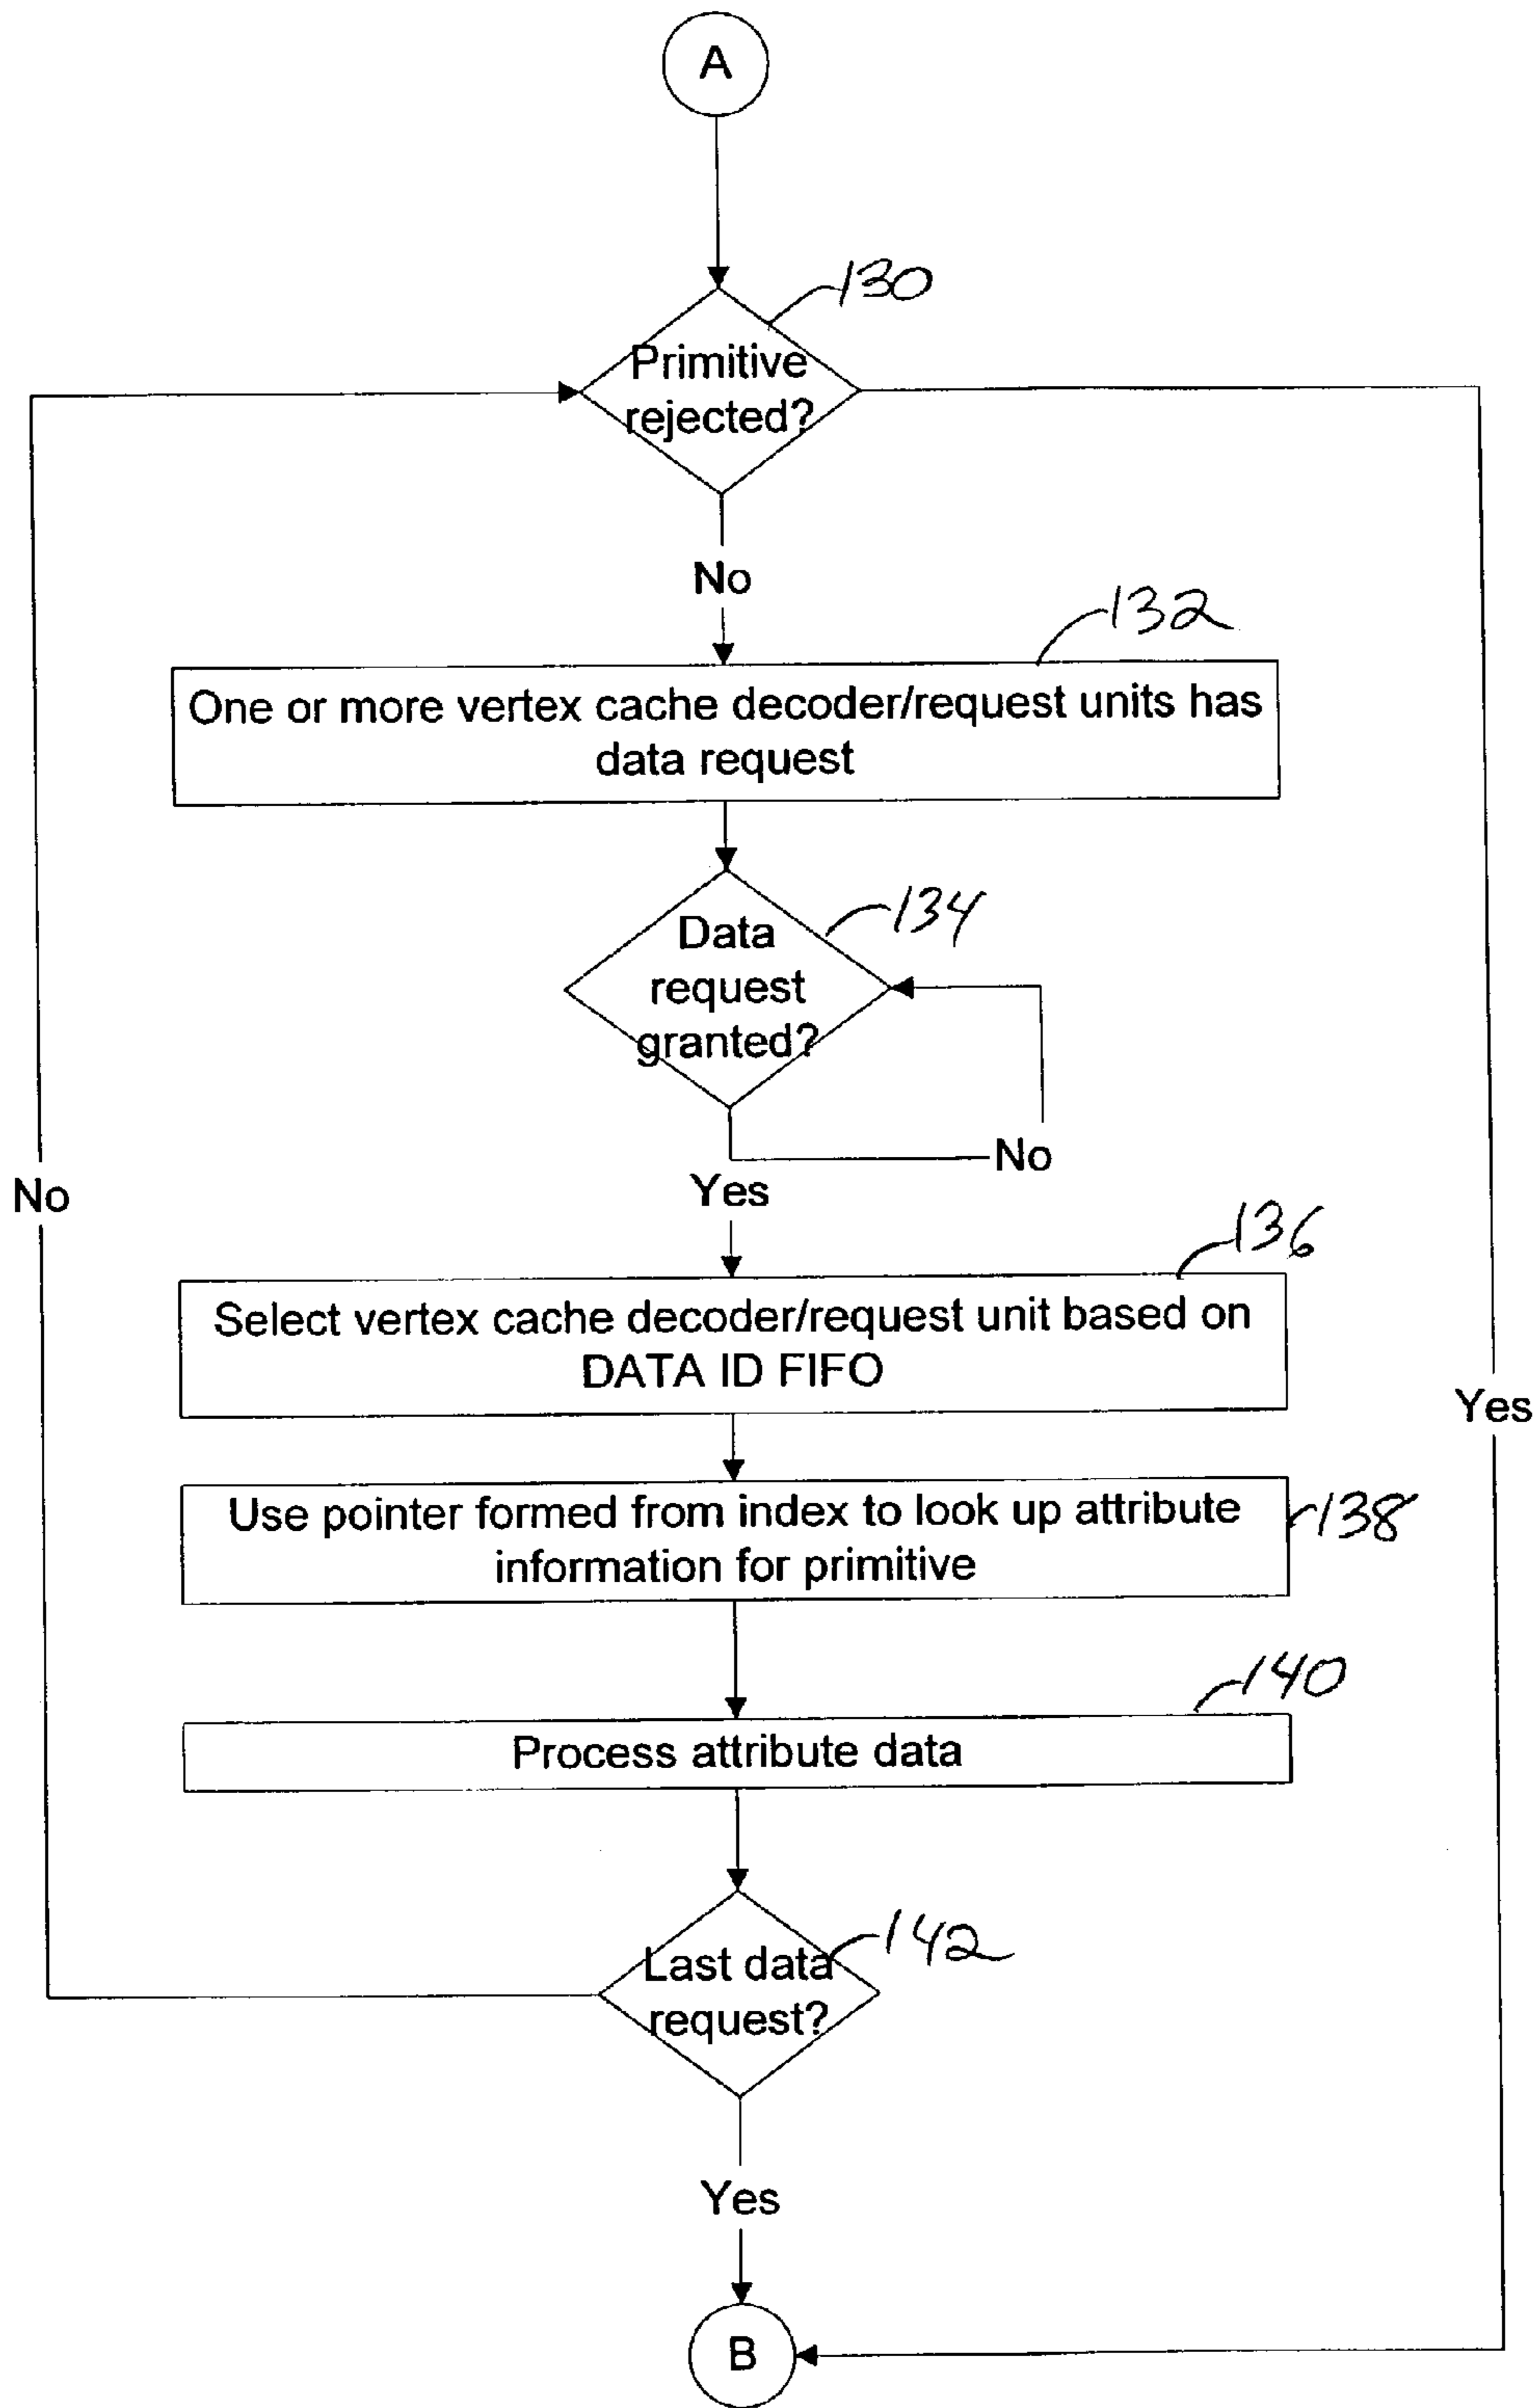 A
130
Primitive
rejected?
No
132
One or more vertex cache decoder/request units has
data request
134
Data
request
granted?
No
Yes
No
136
Select vertex cache decoder/request unit based on
DATA ID FIFO
Yes
Use pointer formed from index to look up attribute
information for primitive
138
140
Process attribute data
142
Last data
request?
Yes
B